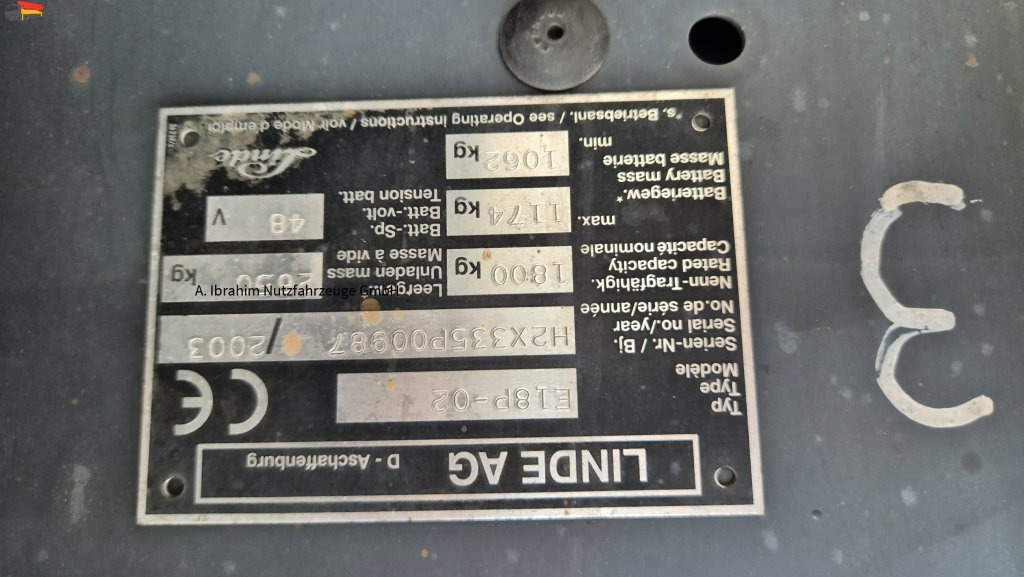 LINDE AG D - Aschaffenburg
Typ
Type
Modèle
E18P-02
Serien-Nr. / Bj.
Serial no./year
No.de série/année
H2X335P00987 / 2003
Nenn-Tragfähigk.
Rated capacity
Capacité nominale
1800 kg
Leergew.
Unladen mass
Masse à vide
kg
Batteriegew.*
Battery mass
Masse batterie
max.
1174 kg
min.
1062 kg
Batt.-Sp.
Batt.-volt.
Tension batt.
48 V
Linde
*s. Betriebsanl. / see Operating instructions / voir Mode d'emploi
A. Ibrahim Nutzfahrzeuge GmbH